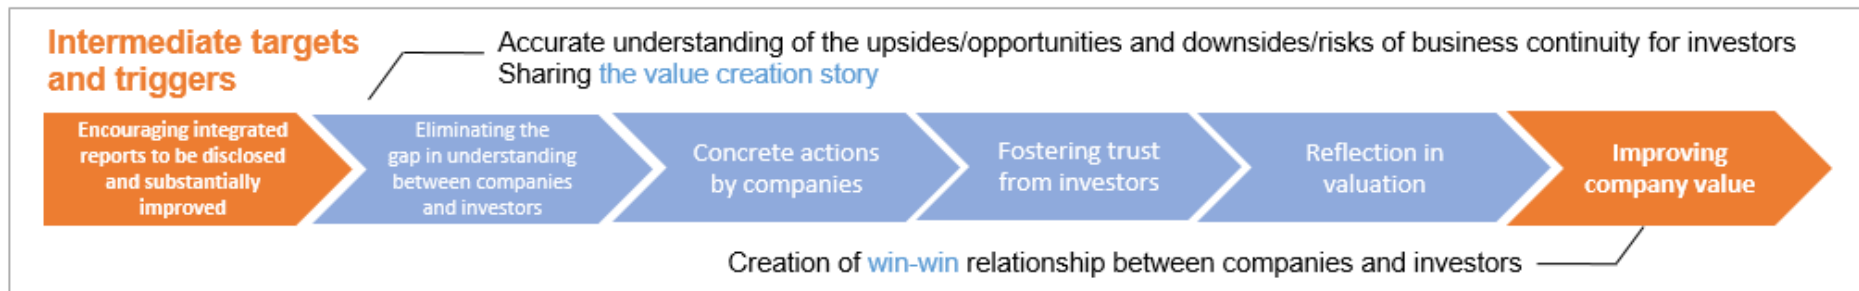 Intermediate targets
and triggers
Accurate understanding of the upsides/opportunities and downsides/risks of business continuity for investors
Sharing the value creation story
Encouraging integrated
reports to be disclosed
and substantially
improved
Eliminating the
gap in understanding
between companies
and investors
Concrete actions
by companies
Fostering trust
from investors
Reflection in
valuation
Improving
company value
Creation of win-win relationship between companies and investors